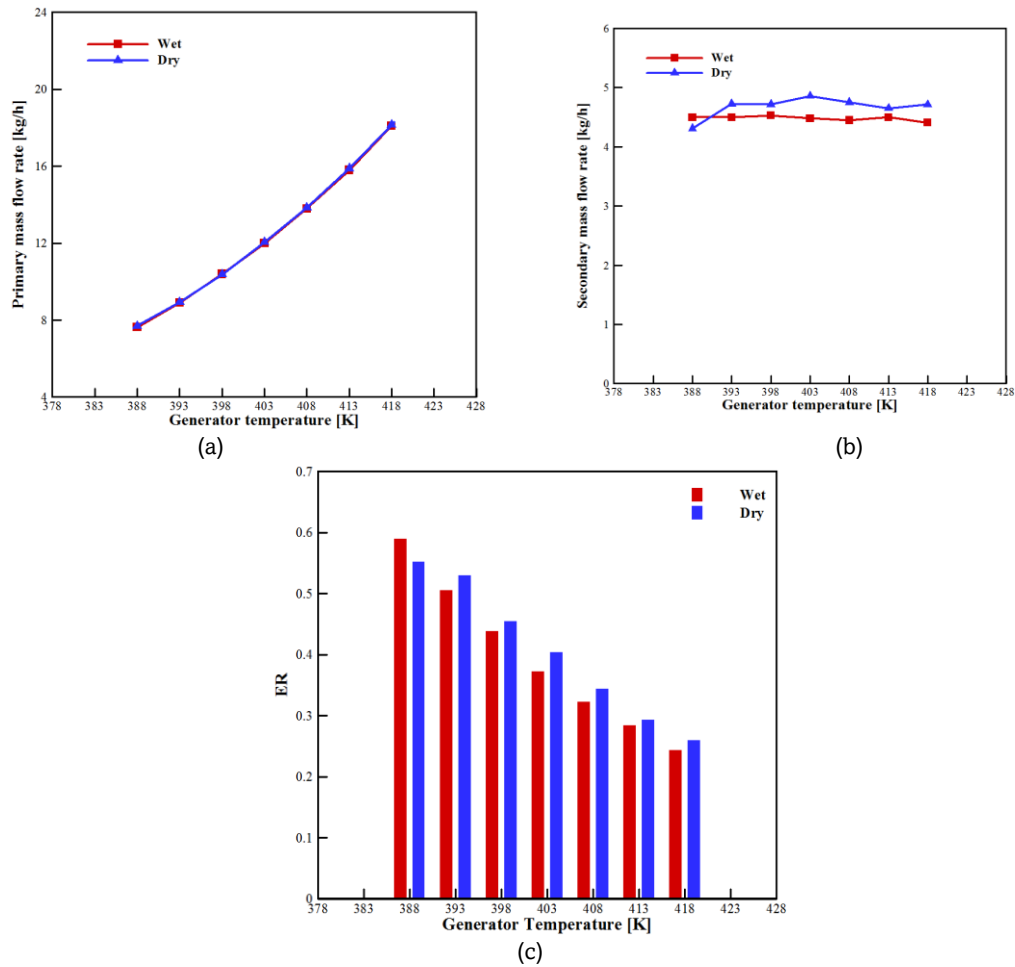 24
20
16
12
8
4
Primary mass flow rate [kg/h]
Wet
Dry
378 383 388 393 398 403 408 413 418 423 428
Generator temperature [K]
(a)
6
5
4
3
2
1
0
Secondary mass flow rate [kg/h]
Wet
Dry
378 383 388 393 398 403 408 413 418 423 428
Generator temperature [K]
(b)
0.7
0.6
0.5
0.4
0.3
0.2
0.1
0
ER
Wet
Dry
378 383 388 393 398 403 408 413 418 423 428
Generator Temperature [K]
(c)